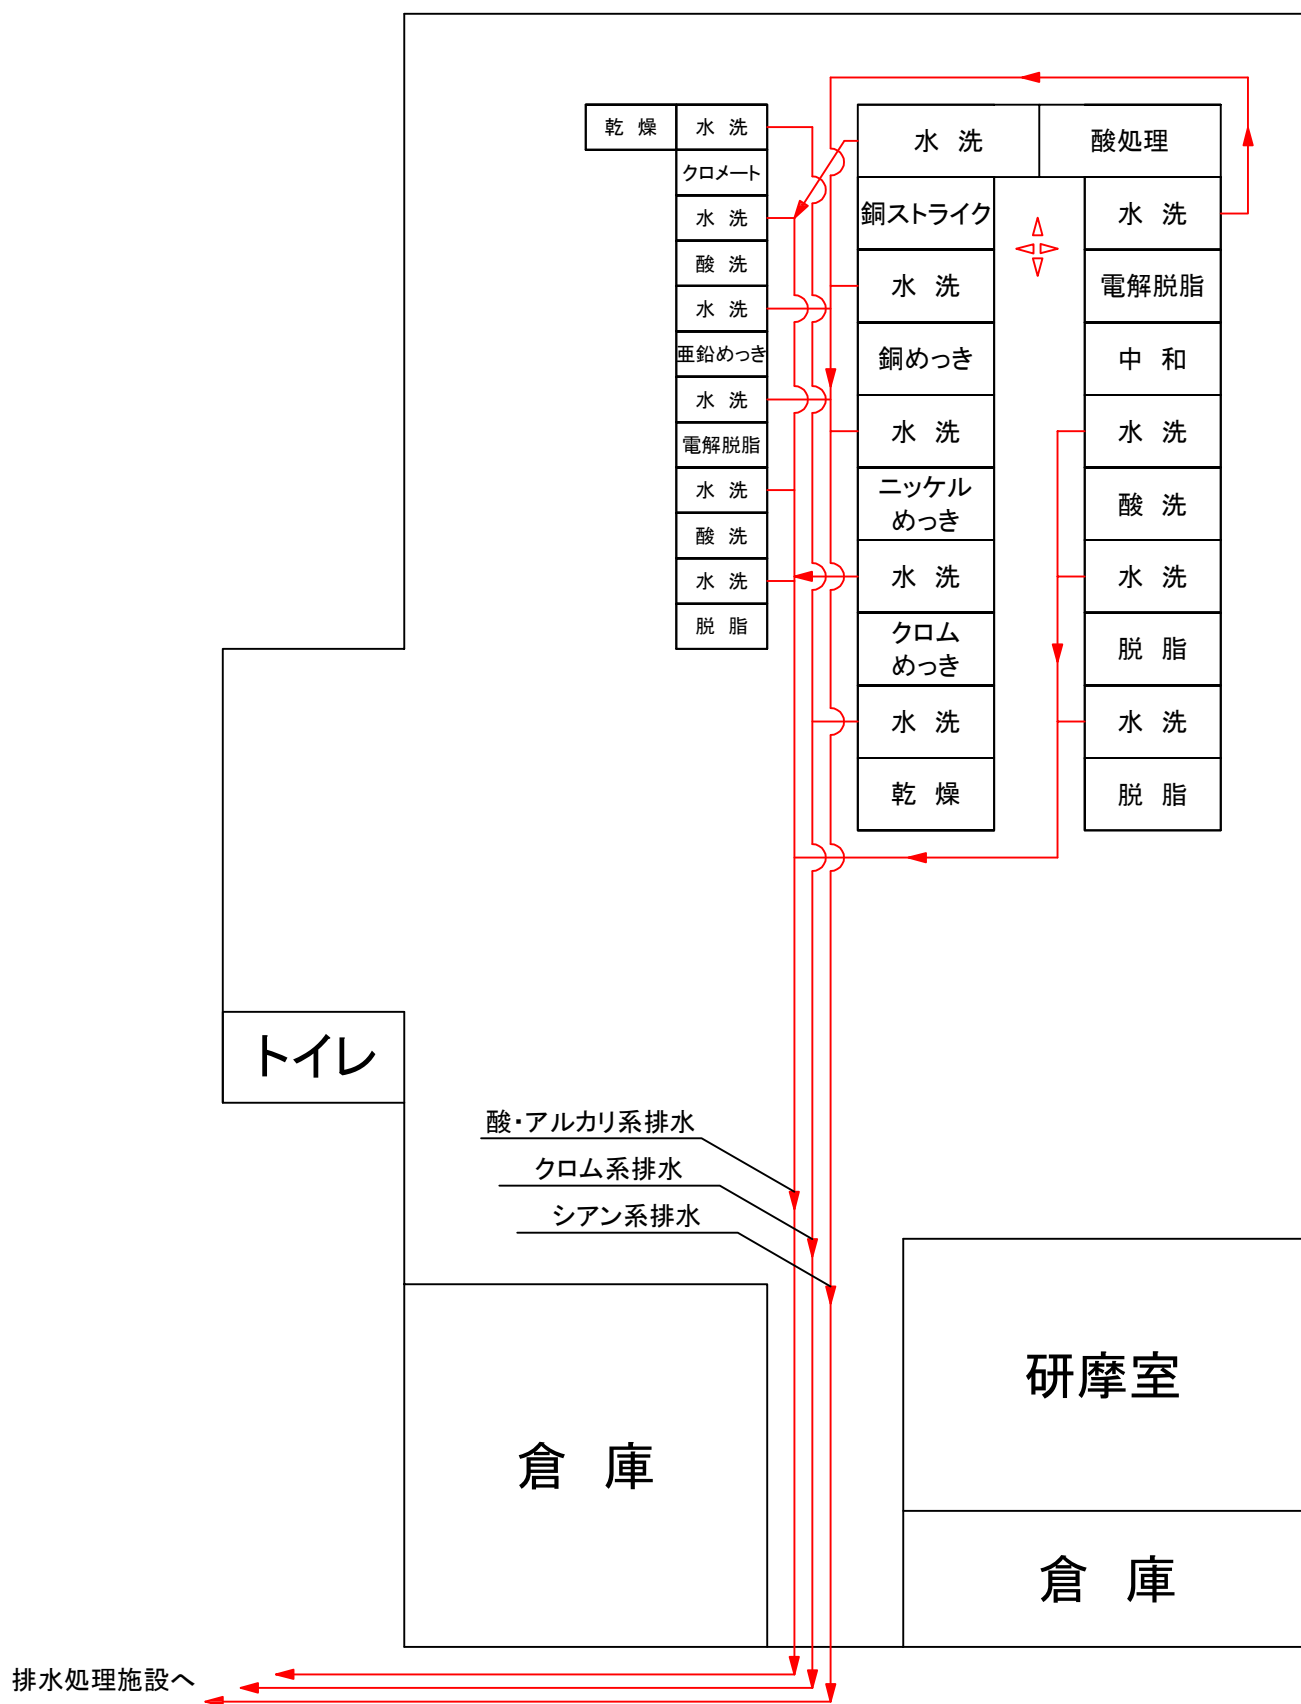 乾 燥
水 洗
クロメート
水 洗
酸 洗
水 洗
亜鉛めっき
水 洗
電解脱脂
水 洗
酸 洗
水 洗
脱 脂
水 洗
銅ストライク
水 洗
銅めっき
水 洗
ニッケル
めっき
水 洗
クロム
めっき
水 洗
乾 燥
酸処理
水 洗
電解脱脂
中 和
水 洗
酸 洗
水 洗
脱 脂
水 洗
脱 脂
トイレ
酸・アルカリ系排水
クロム系排水
シアン系排水
研摩室
倉 庫
倉 庫
排水処理施設へ